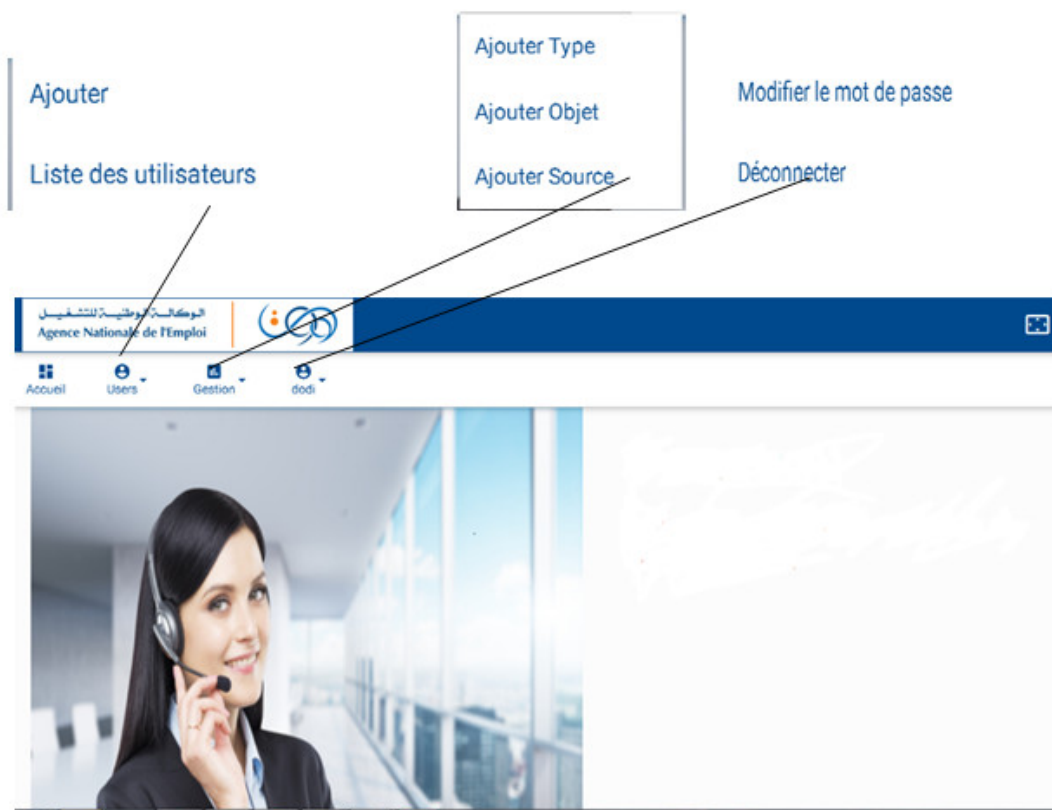 Ajouter
Liste des utilisateurs
Ajouter Type
Ajouter Objet
Ajouter Source
Modifier le mot de passe
Déconnecter
الوكالة الوطنية للتشغيل
Agence Nationale de l'Emploi
Accueil
Users
Gestion
dodi